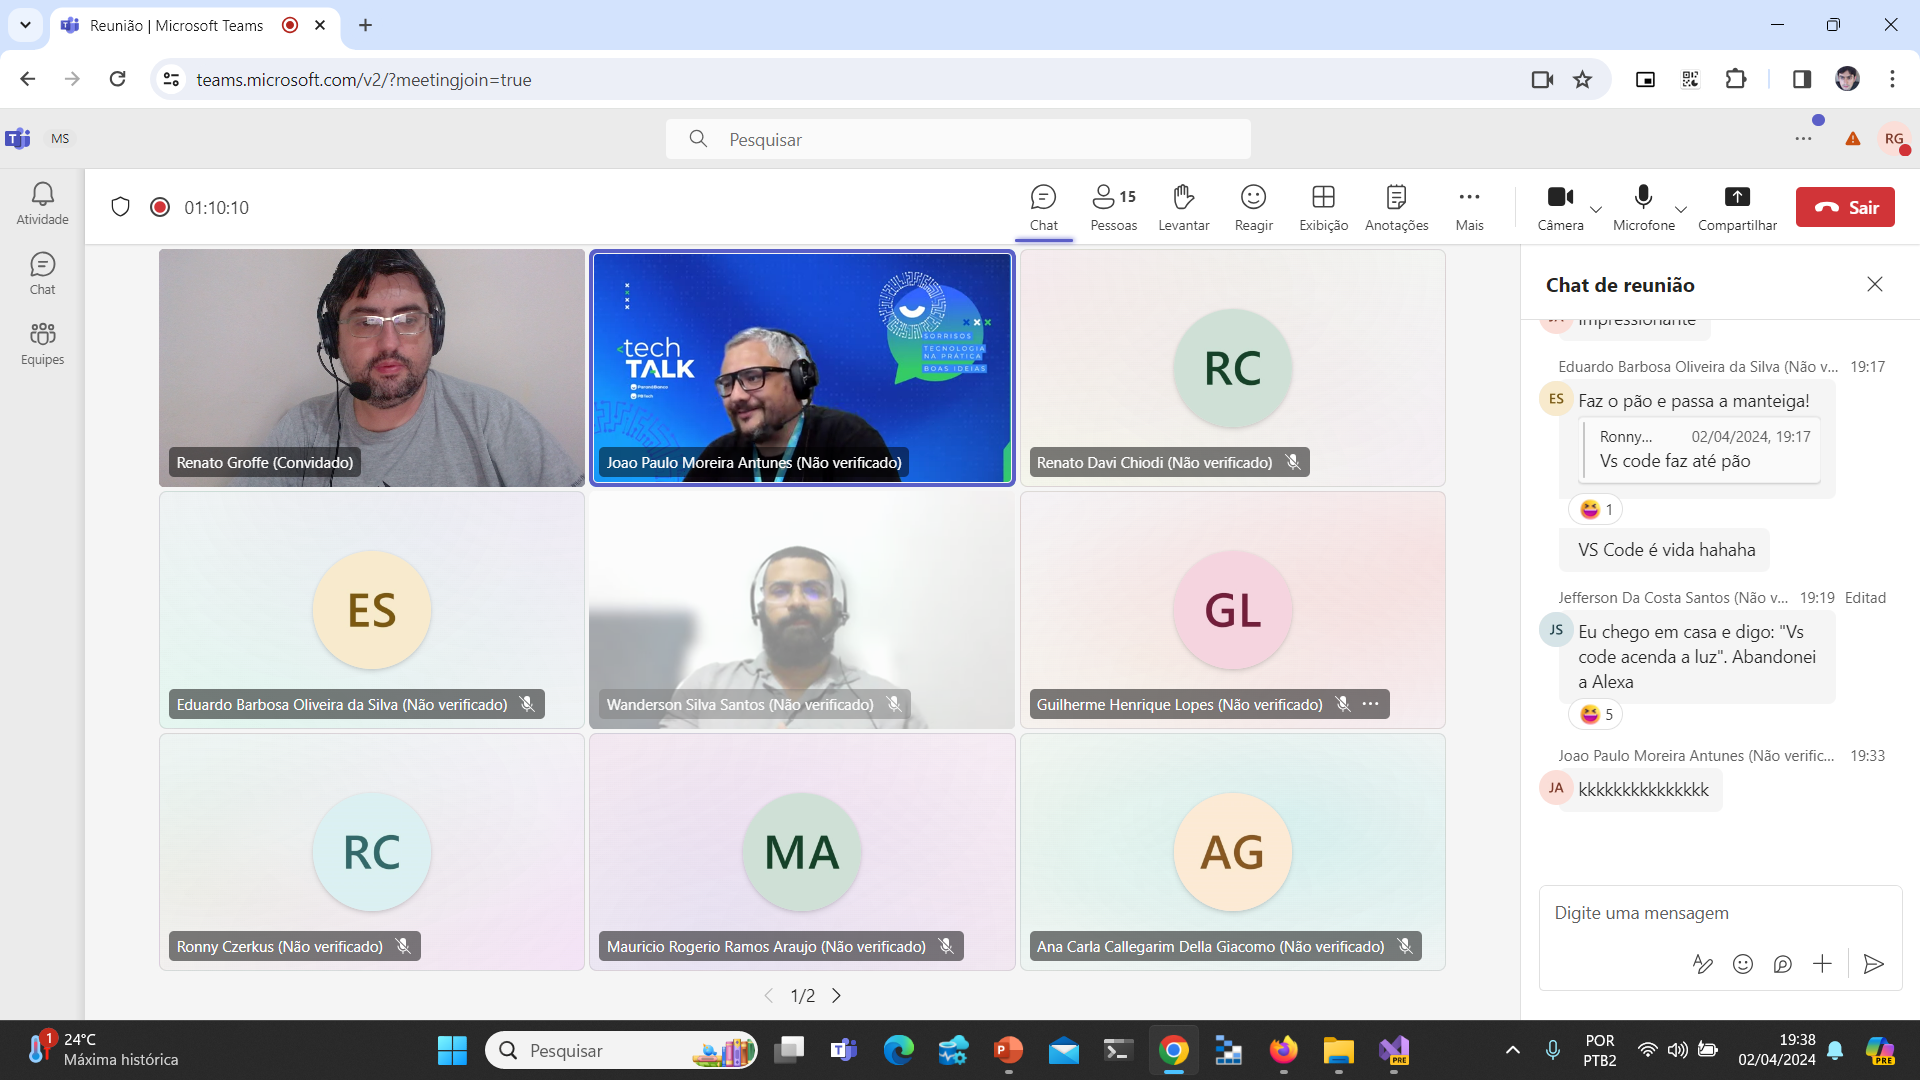 Reunião | Microsoft Teams
teams.microsoft.com/v2/?meetingjoin=true
MS
Pesquisar
RG
01:10:10
Chat
15
Pessoas
Levantar
Reagir
Exibição
Anotações
Mais
Câmera
Microfone
Compartilhar
Sair
Atividade
Chat
Equipes
Renato Groffe (Convidado)
<tech
TALK
SORRISOS
TECNOLOGIA
NA PRÁTICA
BOAS IDEIAS
Joao Paulo Moreira Antunes (Não verificado)
RC
Renato Davi Chiodi (Não verificado)
ES
Eduardo Barbosa Oliveira da Silva (Não verificado)
Wanderson Silva Santos (Não verificado)
GL
Guilherme Henrique Lopes (Não verificado)
RC
Ronny Czerkus (Não verificado)
MA
Mauricio Rogerio Ramos Araujo (Não verificado)
AG
Ana Carla Callegarim Della Giacomo (Não verificado)
1/2
Chat de reunião
impressionante
Eduardo Barbosa Oliveira da Silva (Não v... 19:17
ES
Faz o pão e passa a manteiga!
Ronny... 02/04/2024, 19:17
Vs code faz até pão
1
VS Code é vida hahaha
Jefferson Da Costa Santos (Não v... 19:19 Editad
JS
Eu chego em casa e digo: "Vs
code acenda a luz". Abandonei
a Alexa
5
Joao Paulo Moreira Antunes (Não verific... 19:33
JA
kkkkkkkkkkkkkkk
Digite uma mensagem
1
24°C
Máxima histórica
Pesquisar
PRE
POR
PTB2
19:38
02/04/2024
PRE